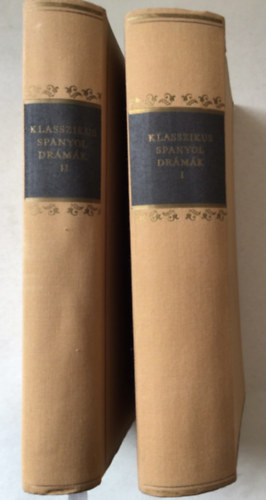 KLASSZIKUS
SPANYOL
DRÁMÁK
II
KLASSZIKUS
SPANYOL
DRÁMÁK
I